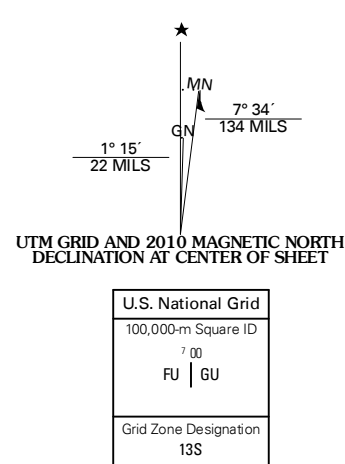 ★
MN
7° 34´
134 MILS
GN
1° 15´
22 MILS
UTM GRID AND 2010 MAGNETIC NORTH
DECLINATION AT CENTER OF SHEET
U.S. National Grid
100,000-m Square ID
7 00
FU GU
Grid Zone Designation
13S